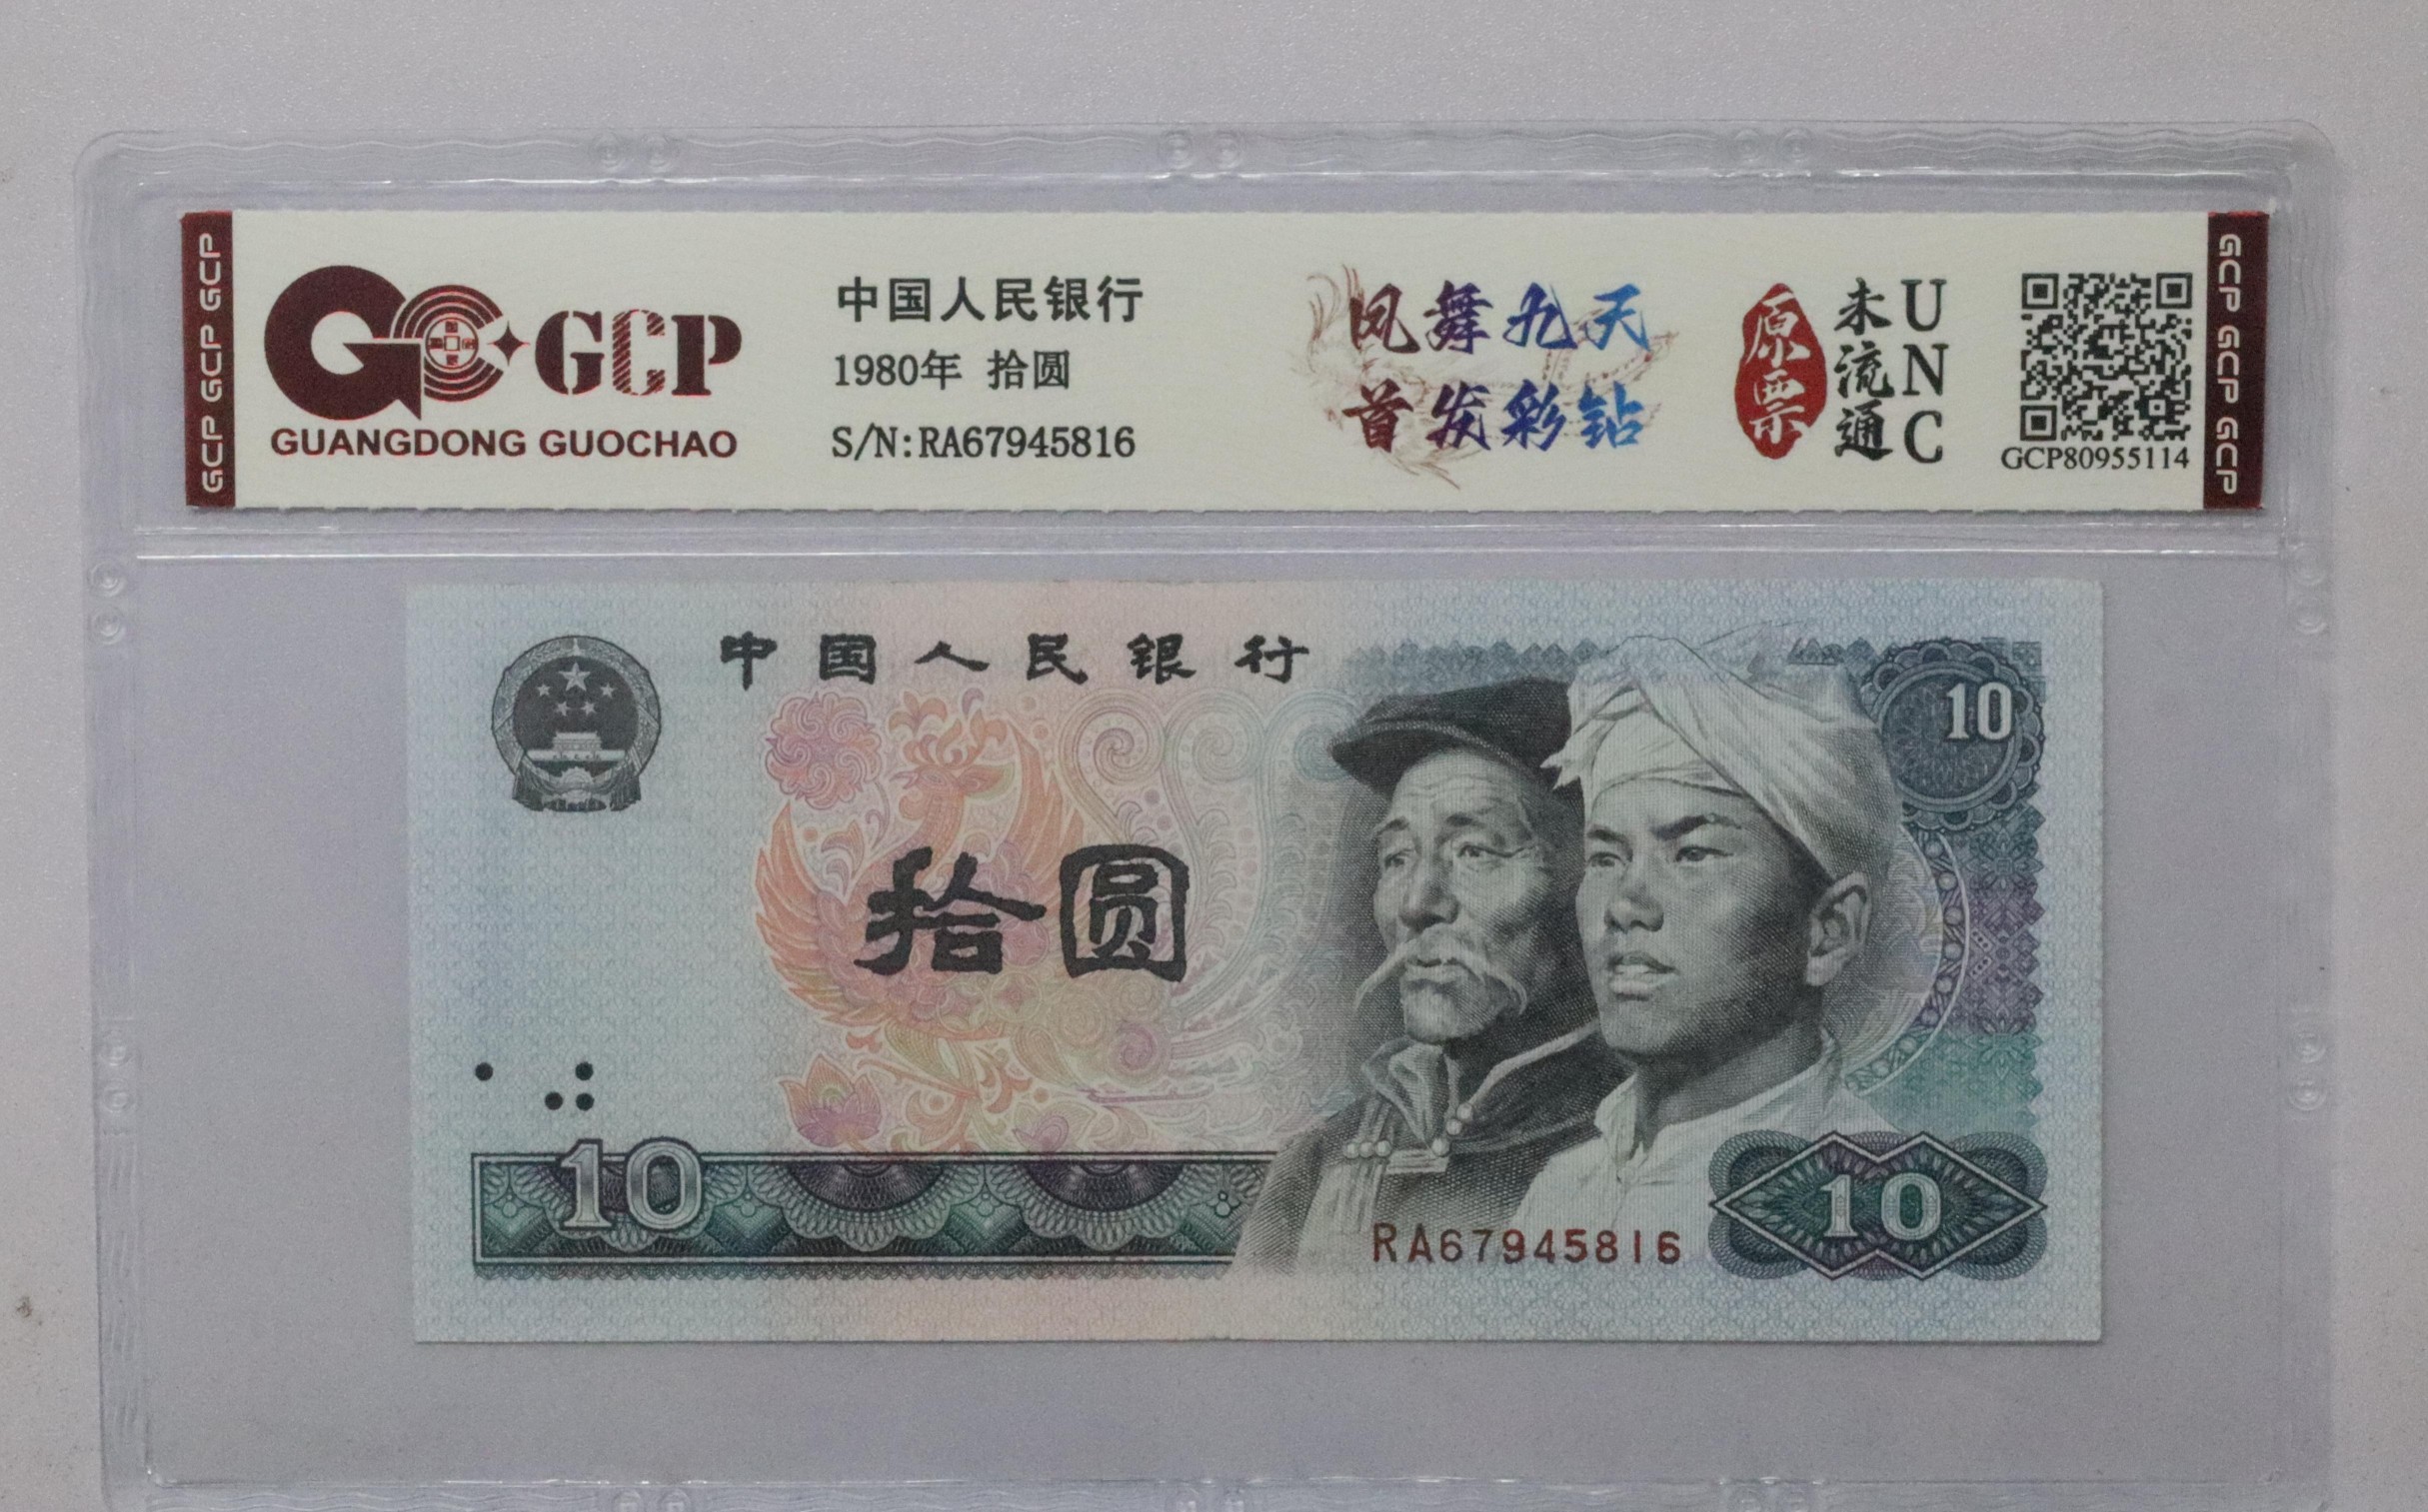 GCP GCP GCP
GCP
GUANGDONG GUOCHAO
中国人民银行
1980年 拾圆
S/N:RA67945816
凤舞九天
首发彩钻
原票
未流通
UNC
GCP80955114
GCP GCP GCP
中国人民银行
10
拾圆
10
RA67945816
10